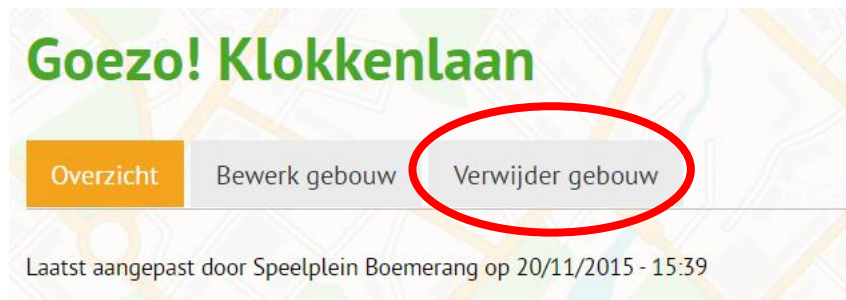 Goezo! Klokkenlaan
Overzicht Bewerk gebouw Verwijder gebouw
Laatst aangepast door Speelplein Boemerang op 20/11/2015 - 15:39